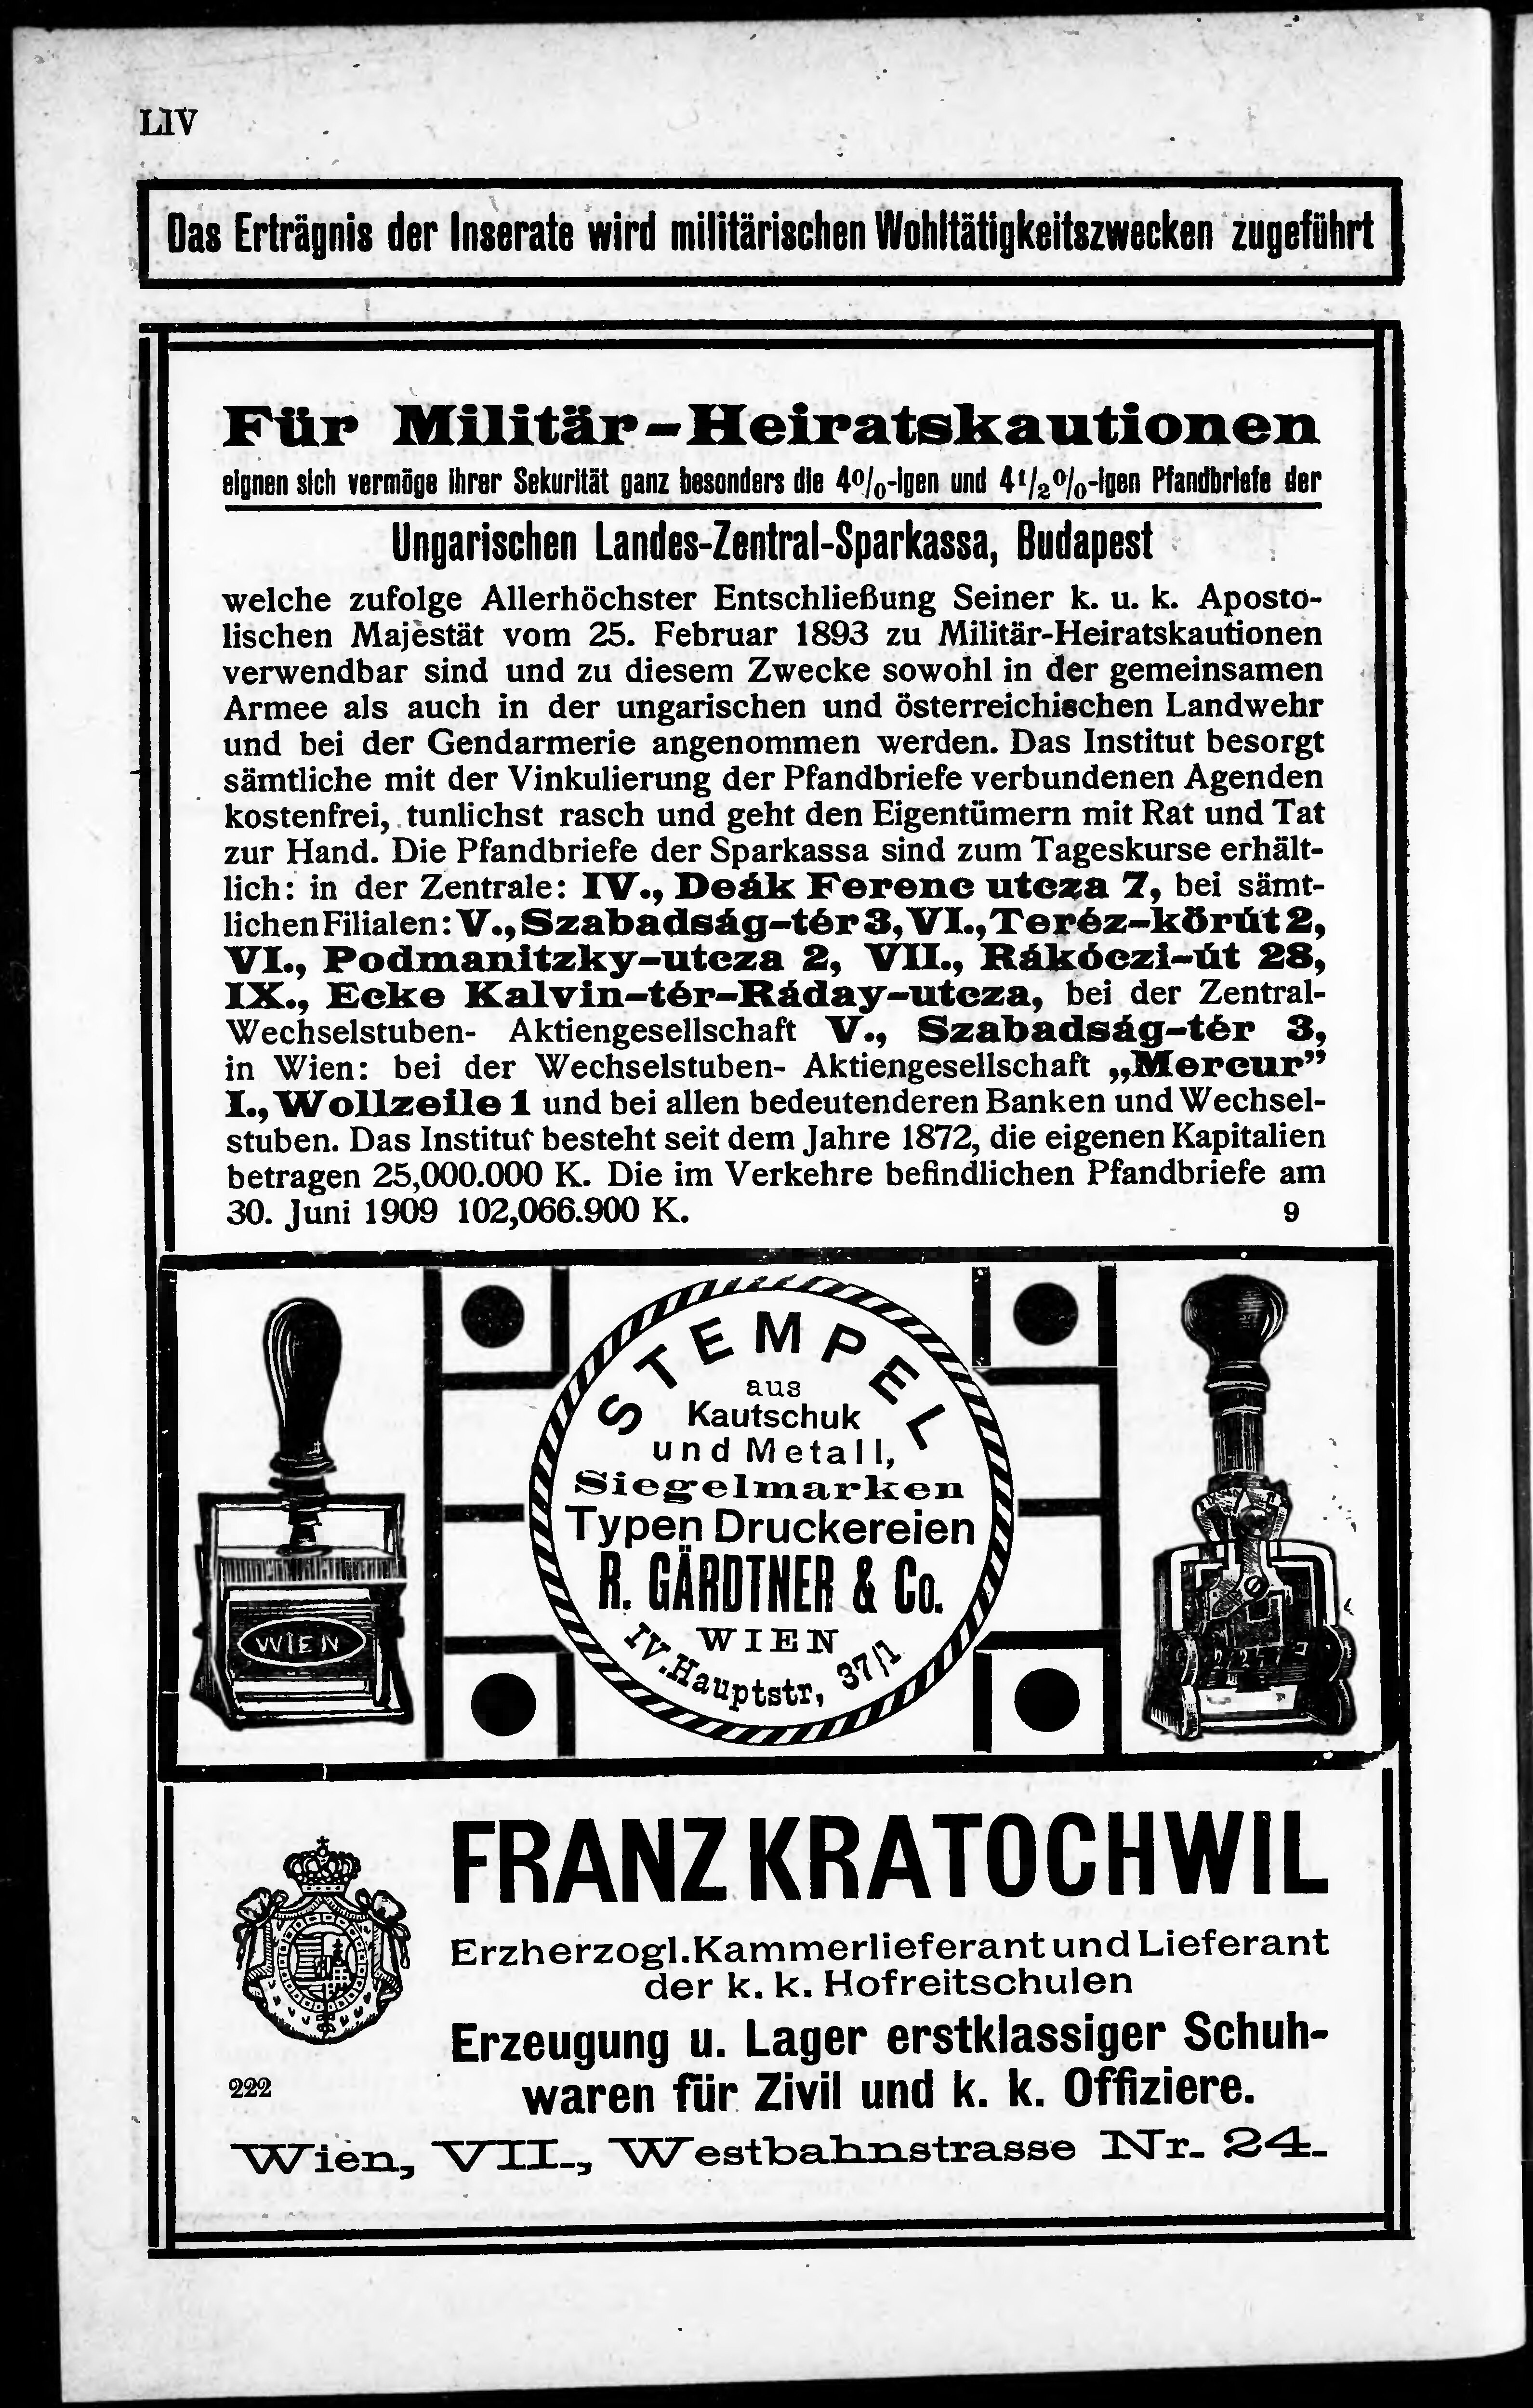 LIV
Das Erträgnis der Inserate wird militärischen Wohltätigkeitszwecken zugeführt
Für Militär-Heiratskautionen
eignen sich vermöge ihrer Sekurität ganz besonders die 4%-igen und 4½%-igen Pfandbriefe der
Ungarischen Landes-Zentral-Sparkassa, Budapest
welche zufolge Allerhöchster Entschließung Seiner k. u. k. Aposto-
lischen Majestät vom 25. Februar 1893 zu Militär-Heiratskautionen
verwendbar sind und zu diesem Zwecke sowohl in der gemeinsamen
Armee als auch in der ungarischen und österreichischen Landwehr
und bei der Gendarmerie angenommen werden. Das Institut besorgt
sämtliche mit der Vinkulierung der Pfandbriefe verbundenen Agenden
kostenfrei, tunlichst rasch und geht den Eigentümern mit Rat und Tat
zur Hand. Die Pfandbriefe der Sparkassa sind zum Tageskurse erhält-
lich: in der Zentrale: IV., Deák Ferenc utcza 7, bei sämt-
lichen Filialen: V., Szabadság-tér 3, VI., Teréz-körút 2,
VI., Podmanitzky-utcza 2, VII., Rákóczi-út 28,
IX., Ecke Kalvin-tér-Ráday-utcza, bei der Zentral-
Wechselstuben- Aktiengesellschaft V., Szabadság-tér 3,
in Wien: bei der Wechselstuben- Aktiengesellschaft „Mercur”
I., Wollzeile 1 und bei allen bedeutenderen Banken und Wechsel-
stuben. Das Institut besteht seit dem Jahre 1872, die eigenen Kapitalien
betragen 25,000.000 K. Die im Verkehre befindlichen Pfandbriefe am
30. Juni 1909 102,066.900 K. 9
STEMPEL
aus
Kautschuk
und Metall,
Siegelmarken
Typen Druckereien
R. GÄRDTNER & Co.
WIEN
IV. Hauptstr, 37/1
WIEN
FRANZ KRATOCHWIL
Erzherzogl. Kammerlieferant und Lieferant
der k. k. Hofreitschulen
Erzeugung u. Lager erstklassiger Schuh-
waren für Zivil und k. k. Offiziere.
222
Wien, VII., Westbahnstrasse Nr. 24.